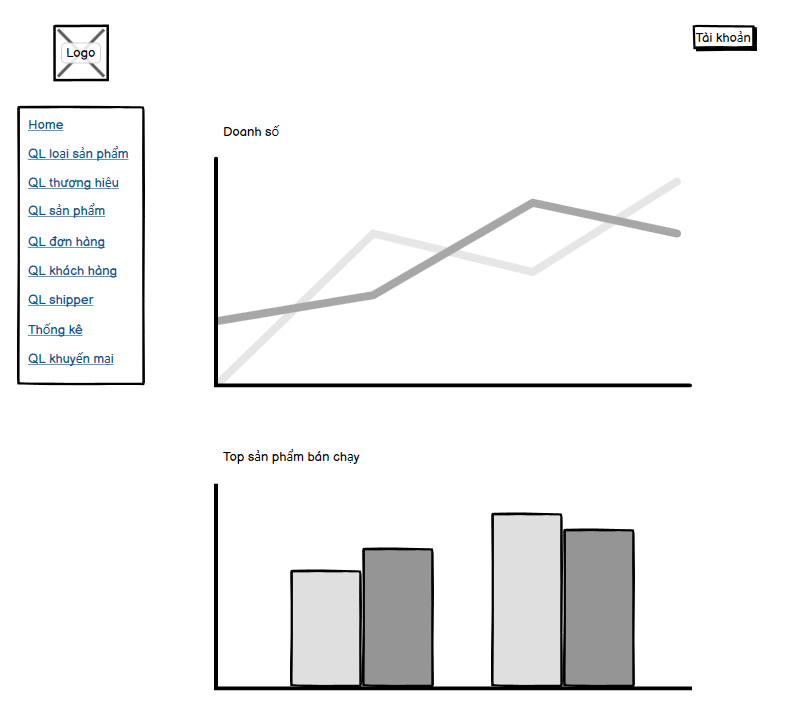 Logo
Tài khoản
Home
QL loại sản phẩm
QL thương hiệu
QL sản phẩm
QL đơn hàng
QL khách hàng
QL shipper
Thống kê
QL khuyến mại
Doanh số
Top sản phẩm bán chạy